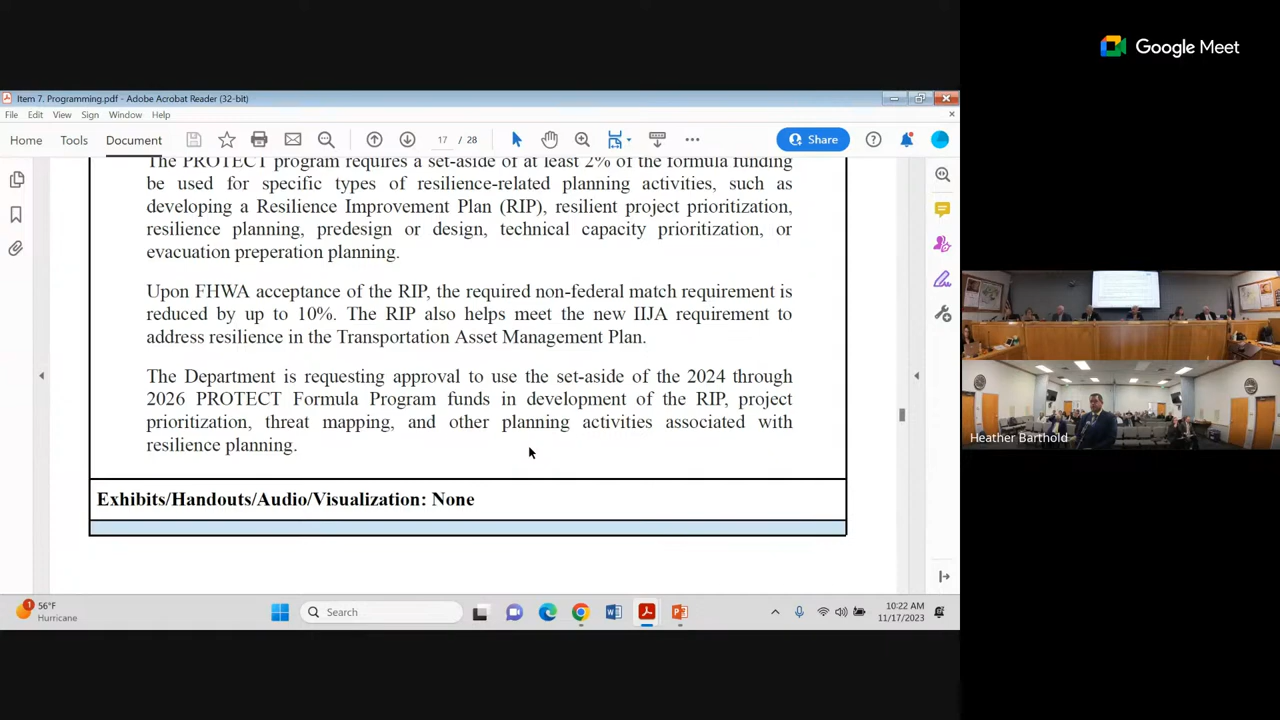 Google Meet
Item 7. Programming.pdf - Adobe Acrobat Reader (32-bit)
File Edit View Sign Window Help
Home Tools Document 17 / 28 Share
The PROTECT program requires a set-aside of at least 2% of the formula funding
be used for specific types of resilience-related planning activities, such as
developing a Resilience Improvement Plan (RIP), resilient project prioritization,
resilience planning, predesign or design, technical capacity prioritization, or
evacuation preperation planning.
Upon FHWA acceptance of the RIP, the required non-federal match requirement is
reduced by up to 10%. The RIP also helps meet the new IIJA requirement to
address resilience in the Transportation Asset Management Plan.
The Department is requesting approval to use the set-aside of the 2024 through
2026 PROTECT Formula Program funds in development of the RIP, project
prioritization, threat mapping, and other planning activities associated with
resilience planning.
Exhibits/Handouts/Audio/Visualization: None
Heather Barthold
1
56°F
Hurricane
Search
10:22 AM
11/17/2023